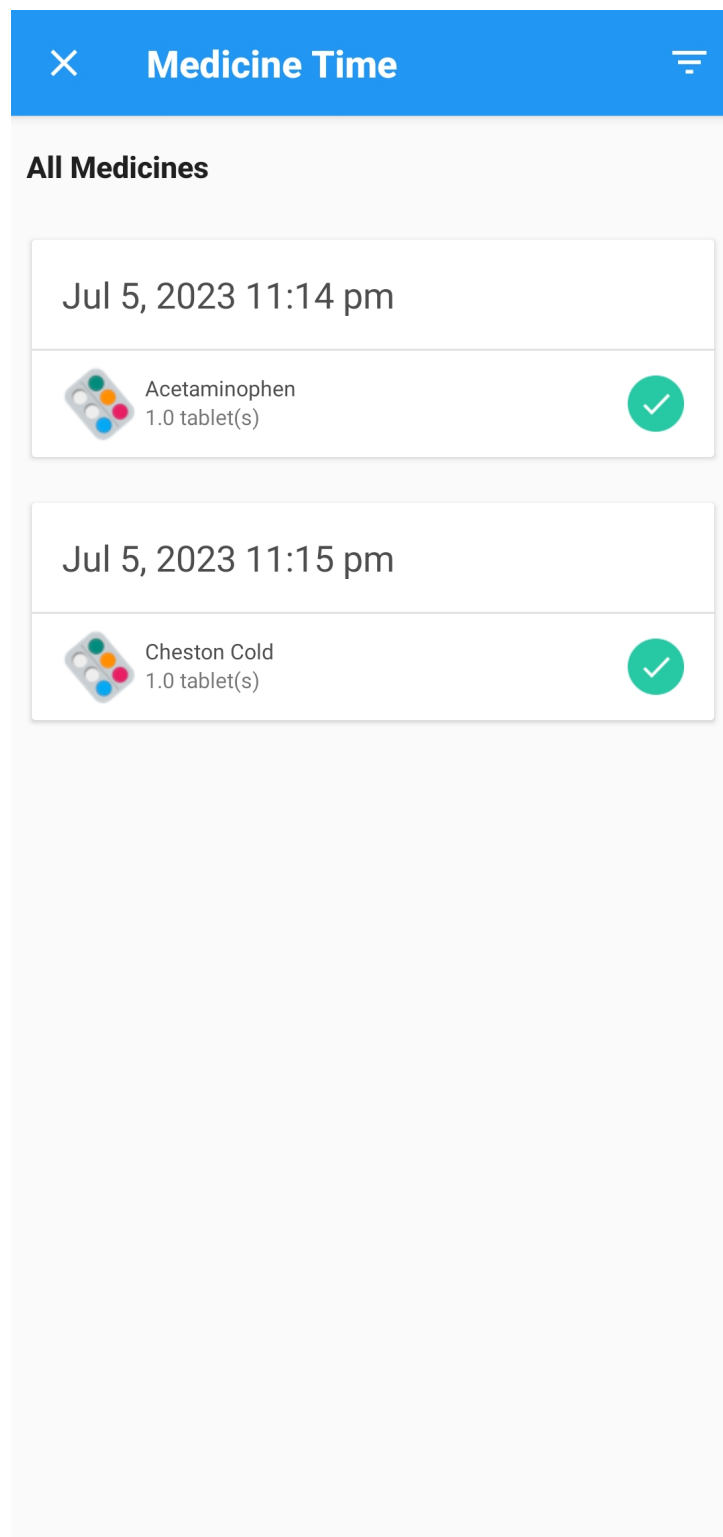 Medicine Time
All Medicines
Jul 5, 2023 11:14 pm
Acetaminophen
1.0 tablet(s)
Jul 5, 2023 11:15 pm
Cheston Cold
1.0 tablet(s)